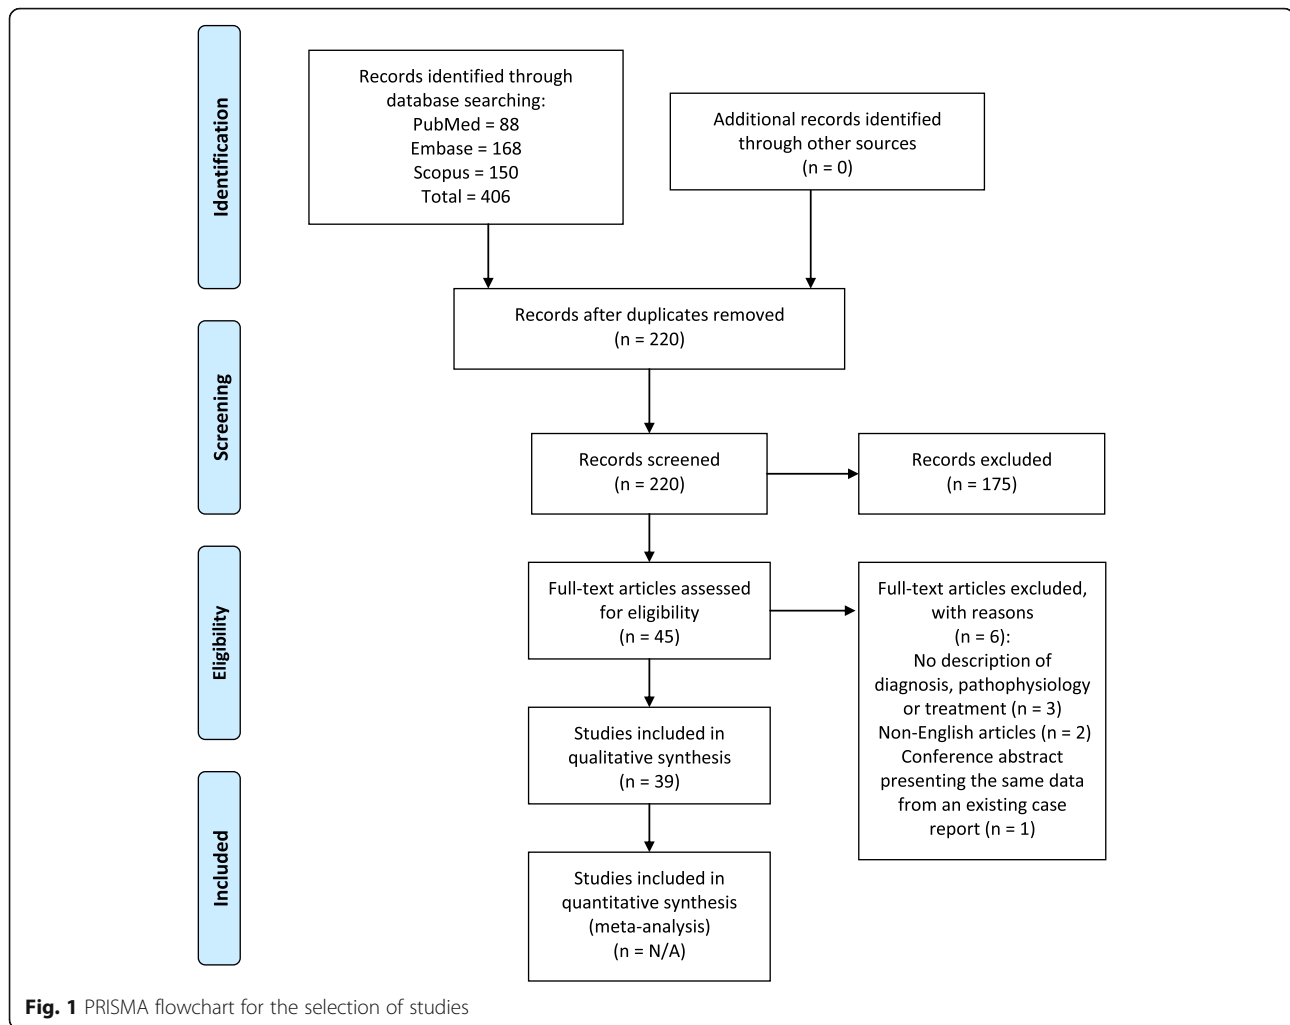 Identification
Records identified through
database searching:
PubMed = 88
Embase = 168
Scopus = 150
Total = 406
Additional records identified
through other sources
(n = 0)
Records after duplicates removed
(n = 220)
Screening
Records screened
(n = 220)
Records excluded
(n = 175)
Eligibility
Full-text articles assessed
for eligibility
(n = 45)
Full-text articles excluded,
with reasons
(n = 6):
No description of
diagnosis, pathophysiology
or treatment (n = 3)
Non-English articles (n = 2)
Conference abstract
presenting the same data
from an existing case
report (n = 1)
Studies included in
qualitative synthesis
(n = 39)
Included
Studies included in
quantitative synthesis
(meta-analysis)
(n = N/A)
Fig. 1 PRISMA flowchart for the selection of studies